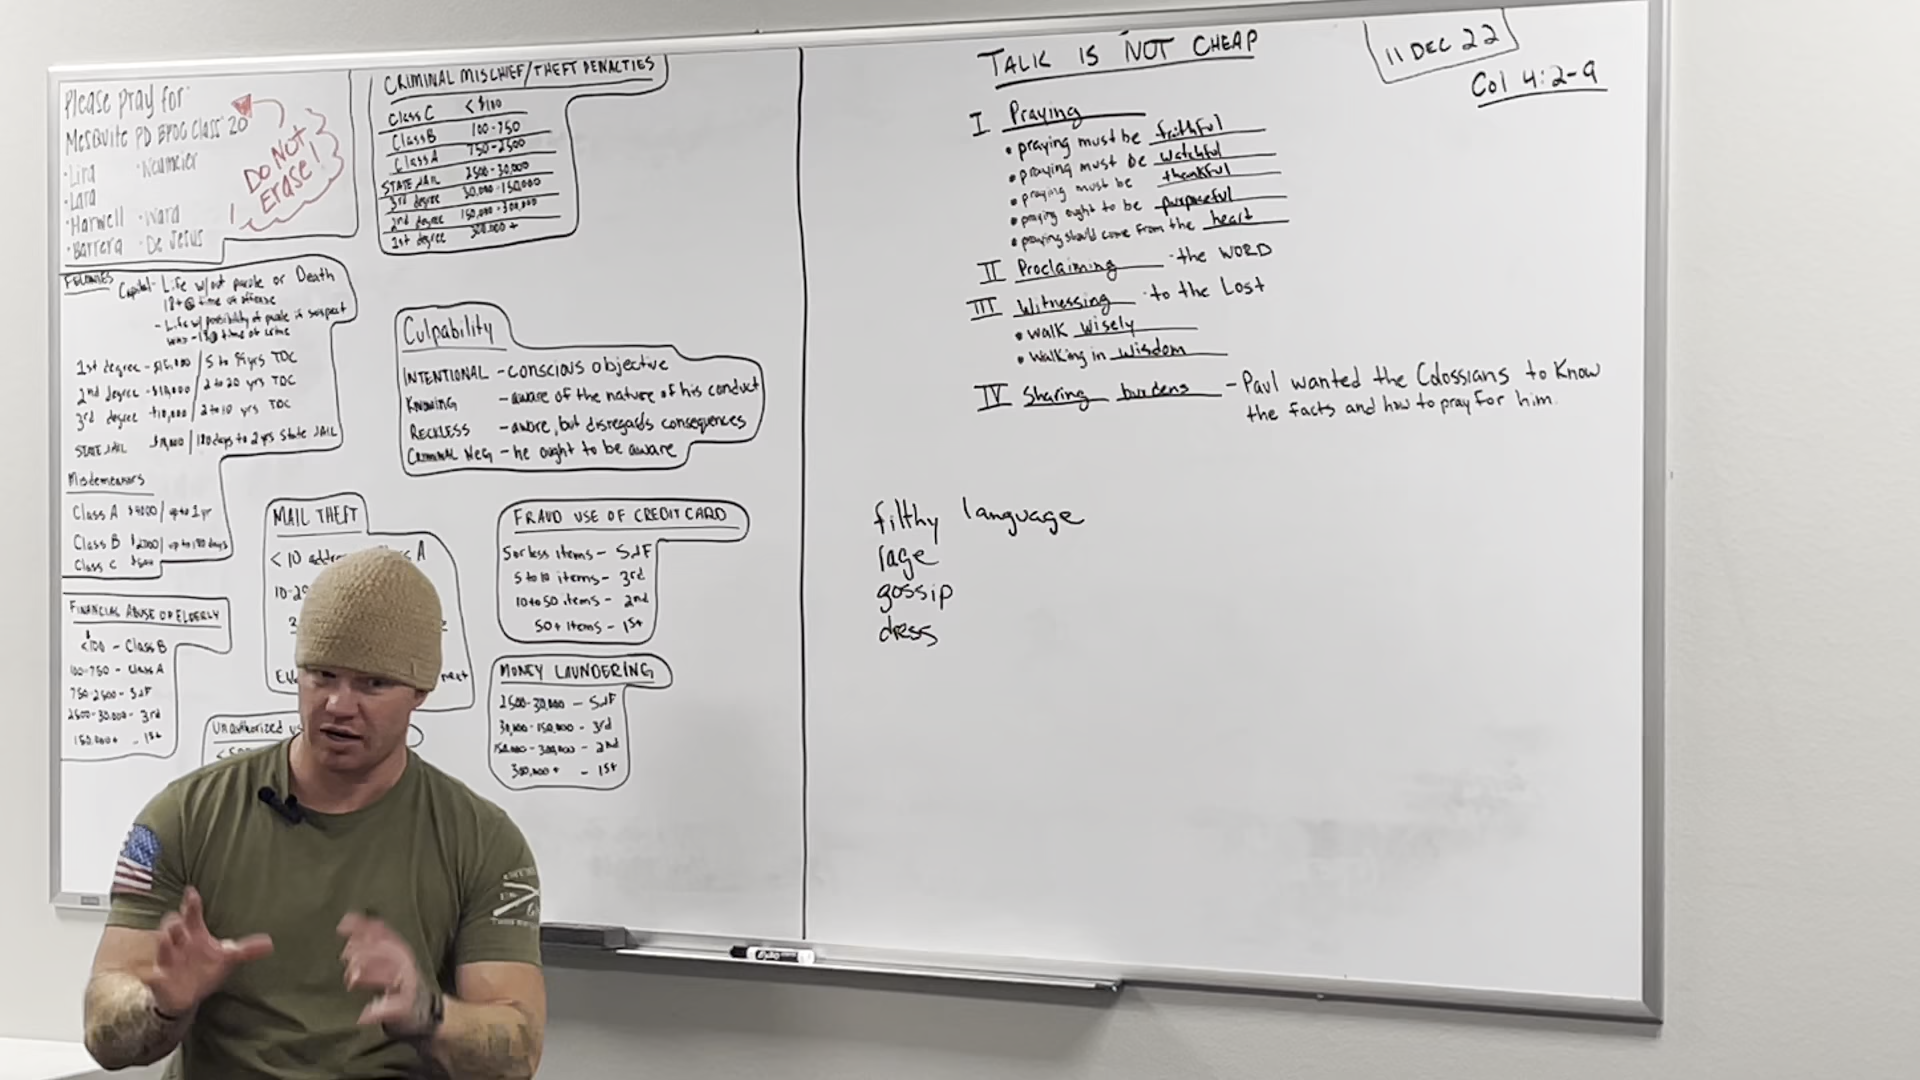 Please pray for:
Mesquite PD BPOC Class 20
• Lira • Neumeier
• Lara
• Harwell • Ward
• Barrera • De Jesus
DO NOT
ERASE!
CRIMINAL MISCHIEF/THEFT PENALTIES
Class C < $100
Class B 100-750
Class A 750-2500
STATE JAIL 2500-30,000
3rd degree 30,000-150,000
2nd degree 150,000-300,000
1st degree 300,000+
FELONIES
Capital- Life w/out parole or Death
18+@ time of offense
- Life w/ possibility of parole if suspect
was -18@ time of crime
1st degree - / 5 to 99 yrs TDC
2nd degree - $10,000 / 2 to 20 yrs TDC
3rd degree - $10,000 / 2 to 10 yrs TDC
STATE JAIL / 180 days to 2 yrs State JAIL
Misdemeanors
Class A $4000 / up to 1 yr
Class B / up to 180 days
Class C $500
Culpability
INTENTIONAL - conscious objective
KNOWING - aware of the nature of his conduct
RECKLESS - aware, but disregards consequences
CRIMINAL NEG - he ought to be aware
MAIL THEFT
< 10 A
10-
FRAUD USE OF CREDIT CARD
5 or less items - SJF
5 to 10 items - 3rd
10 to 50 items - 2nd
50+ items - 1st
FINANCIAL ABUSE OF ELDERLY
<$100 - Class B
100-750 - Class A
750-2500 - SJF
2500-30,000 - 3rd
150,000+ - 1st
Unauthorized us
MONEY LAUNDERING
2500-30,000 - SJF
30,000-150,000 - 3rd
150,000-300,000 - 2nd
300,000+ - 1st
TALK IS NOT CHEAP
11 DEC 22
Col 4:2-9
I Praying
• praying must be faithful
• praying must be watchful
• praying must be thankful
• praying ought to be purposeful
• praying should come from the heart
II Proclaiming - the WORD
III Witnessing - to the Lost
• walk wisely
• walking in wisdom
IV Sharing burdens - Paul wanted the Colossians to Know
the facts and how to pray for him.
filthy language
rage
gossip
dress
EXPO